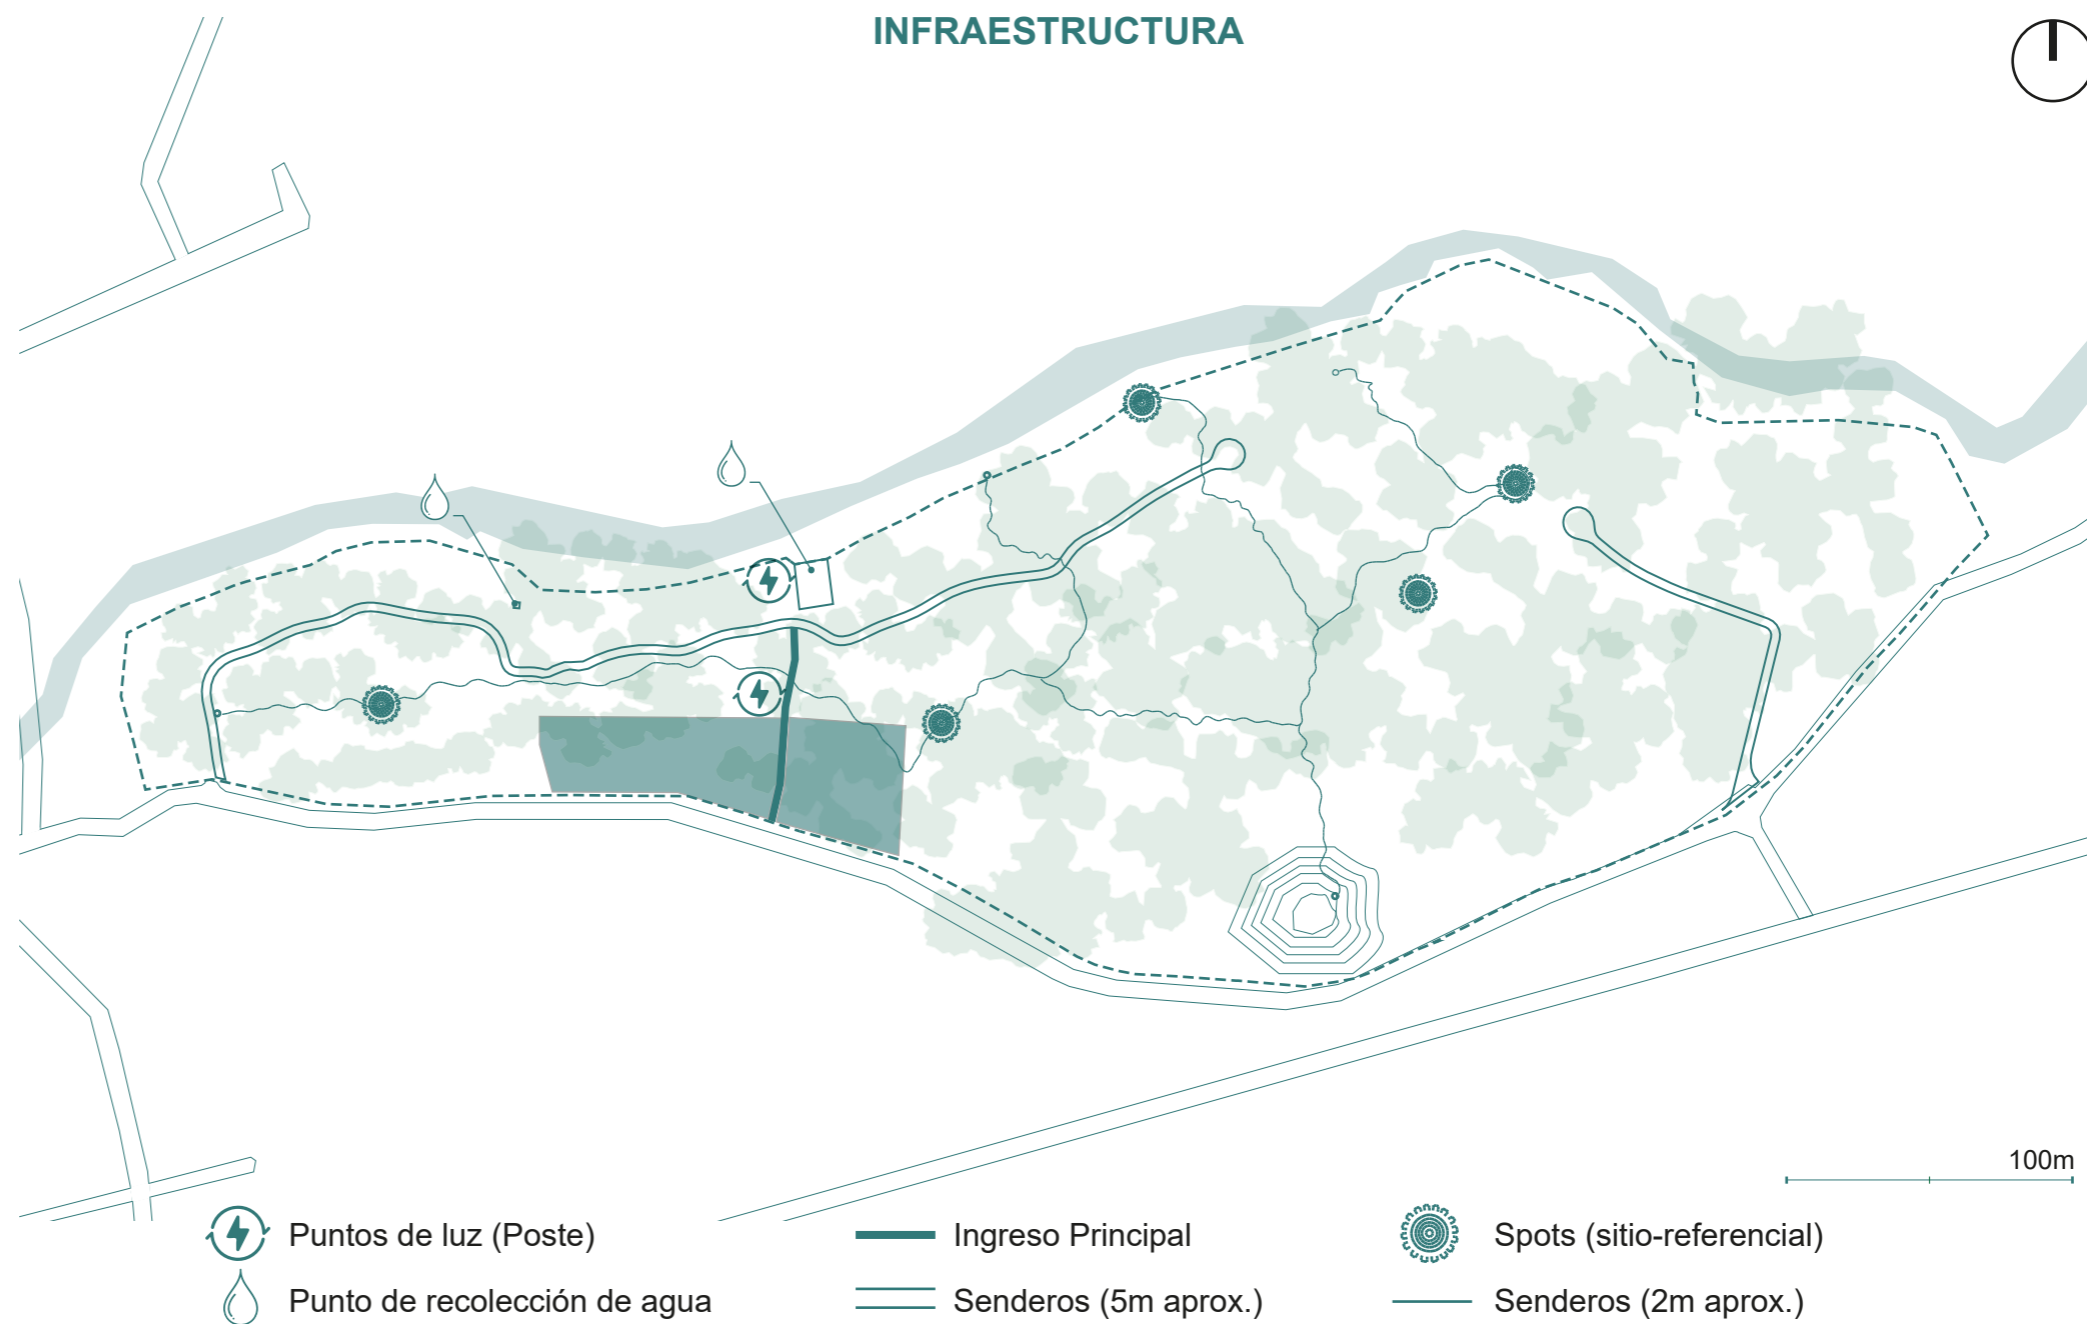 INFRAESTRUCTURA
100m
Puntos de luz (Poste)
Ingreso Principal
Spots (sitio-referencial)
Punto de recolección de agua
Senderos (5m aprox.)
Senderos (2m aprox.)